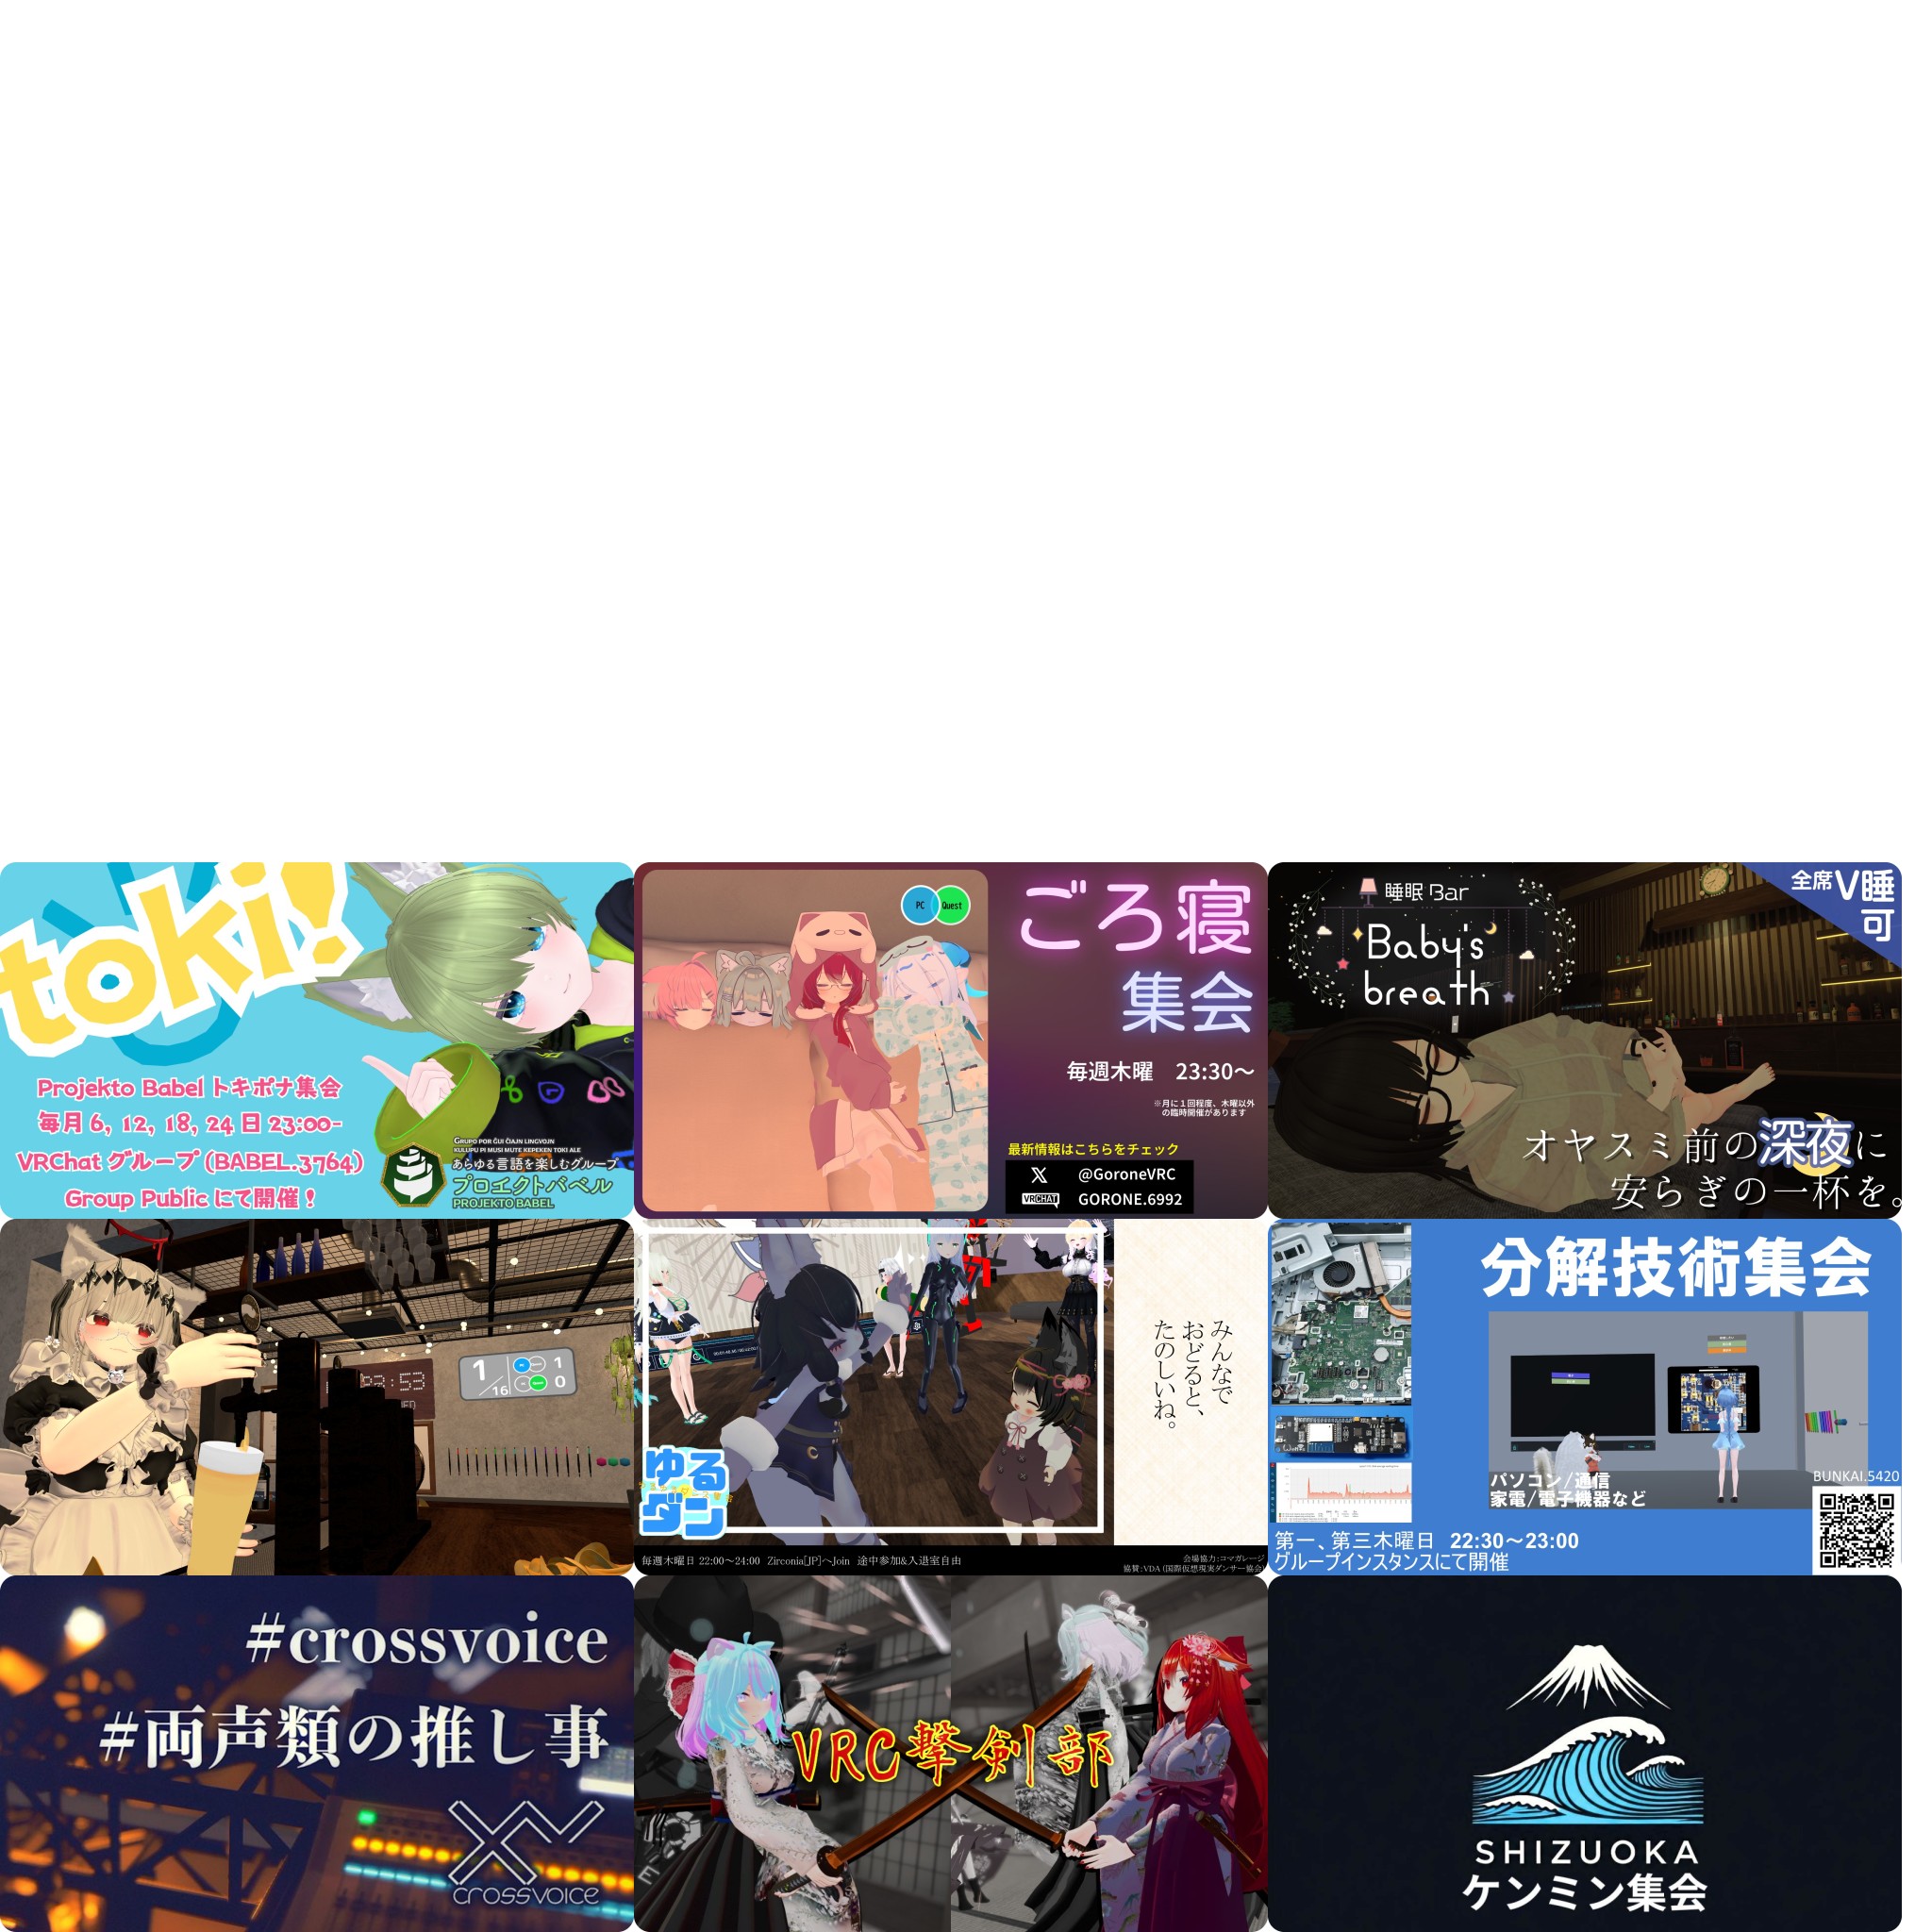 toki!
Projekto Babel トキポナ集会
毎月 6, 12, 18, 24 日 23:00-
VRChat グループ (BABEL.3764)
Group Public にて開催！
GRUPO POR ĜUI ĈIAJN LINGVOJN
KULUPU PI MUSI MUTE KEPEKEN TOKI ALE
あらゆる言語を楽しむグループ
プロエクトバベル
PROJEKTO BABEL
PC
Quest
ごろ寝
集会
毎週木曜 23:30〜
※月に１回程度、木曜以外
の臨時開催があります
最新情報はこちらをチェック
@GoroneVRC
VRCHAT
GORONE.6992
睡眠 Bar
Baby's
breath
全席V睡
可
オヤスミ前の深夜に
安らぎの一杯を。
1
/16
1
0
みんなで
おどると、
たのしいね。
ゆる
ダン
毎週木曜日 22:00〜24:00 Zirconia[JP]へJoin 途中参加&入退室自由
会場協力：コマガレージ
協賛：VDA（国際仮想現実ダンサー協会）
分解技術集会
パソコン/通信
家電/電子機器など
BUNKAI.5420
第一、第三木曜日 22:30〜23:00
グループインスタンスにて開催
#crossvoice
#両声類の推し事
crossvoice
VRC撃剣部
SHIZUOKA
ケンミン集会